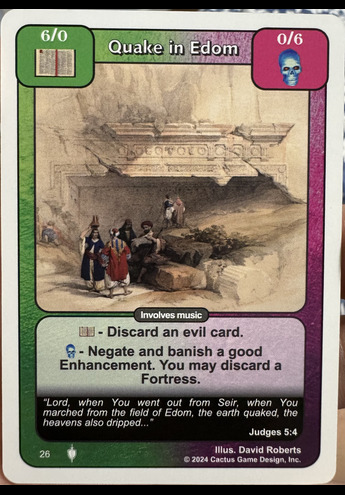 6/0
Quake in Edom
0/6
Involves music
- Discard an evil card.
- Negate and banish a good
Enhancement. You may discard a
Fortress.
“Lord, when You went out from Seir, when You
marched from the field of Edom, the earth quaked, the
heavens also dripped...”
Judges 5:4
26
Illus. David Roberts
© 2024 Cactus Game Design, Inc.